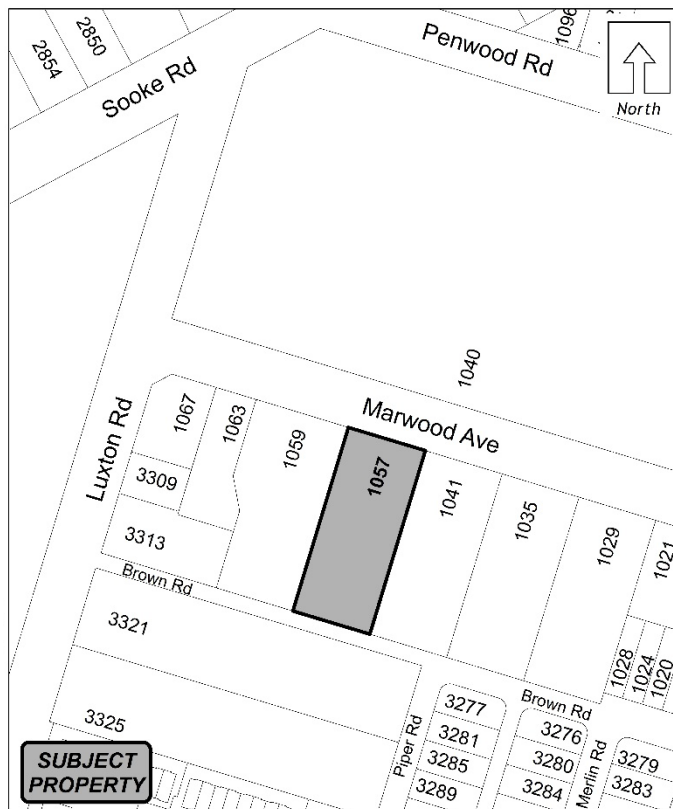 2854
2850
Sooke Rd
Penwood Rd
1096
North
1040
Marwood Ave
Luxton Rd
1067
1063
1059
1057
1041
1035
1029
1021
3309
3313
Brown Rd
3321
3325
1028
1024
1020
Brown Rd
Piper Rd
3277
3281
3285
3289
3276
3280
3284
Merlin Rd
3279
3283
SUBJECT
PROPERTY